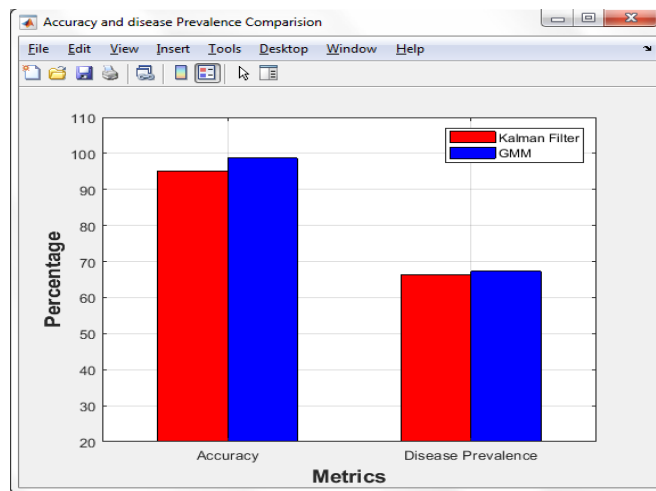 Accuracy and disease Prevalence Comparision
File Edit View Insert Tools Desktop Window Help
Kalman Filter
GMM
110
100
90
80
70
60
50
40
30
20
Percentage
Accuracy Disease Prevalence
Metrics